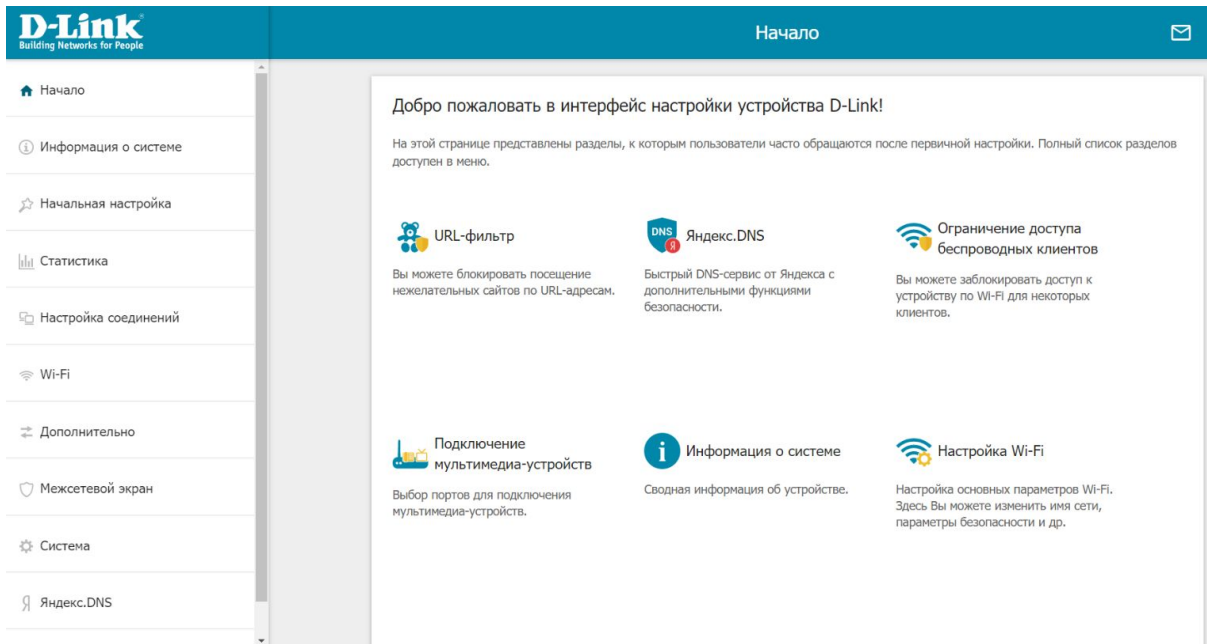 D-Link
Building Networks for People
Начало
Начало
Информация о системе
Начальная настройка
Статистика
Настройка соединений
Wi-Fi
Дополнительно
Межсетевой экран
Система
Яндекс.DNS
Добро пожаловать в интерфейс настройки устройства D-Link!
На этой странице представлены разделы, к которым пользователи часто обращаются после первичной настройки. Полный список разделов
доступен в меню.
URL-фильтр
Вы можете блокировать посещение
нежелательных сайтов по URL-адресам.
DNS
Я
Яндекс.DNS
Быстрый DNS-сервис от Яндекса с
дополнительными функциями
безопасности.
Ограничение доступа
беспроводных клиентов
Вы можете заблокировать доступ к
устройству по Wi-Fi для некоторых
клиентов.
Подключение
мультимедиа-устройств
Выбор портов для подключения
мультимедиа-устройств.
Информация о системе
Сводная информация об устройстве.
Настройка Wi-Fi
Настройка основных параметров Wi-Fi.
Здесь Вы можете изменить имя сети,
параметры безопасности и др.